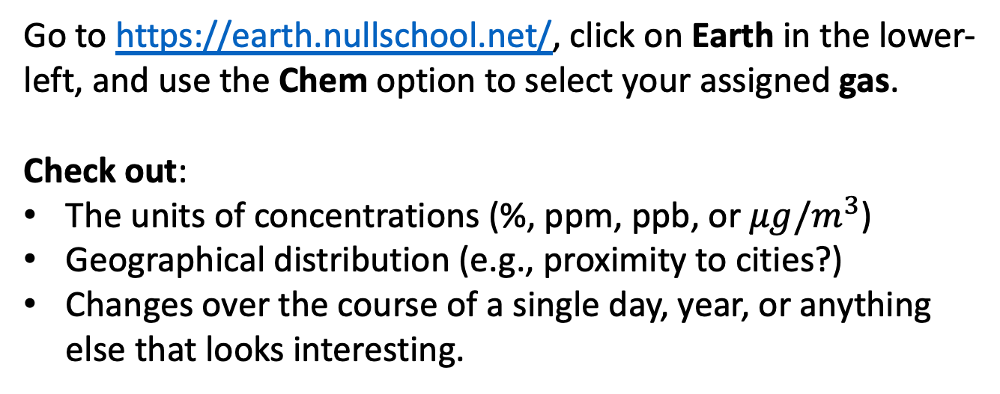 Go to https://earth.nullschool.net/, click on Earth in the lower-
left, and use the Chem option to select your assigned gas.
Check out:
• The units of concentrations (%, ppm, ppb, or μg/m³)
• Geographical distribution (e.g., proximity to cities?)
• Changes over the course of a single day, year, or anything
else that looks interesting.